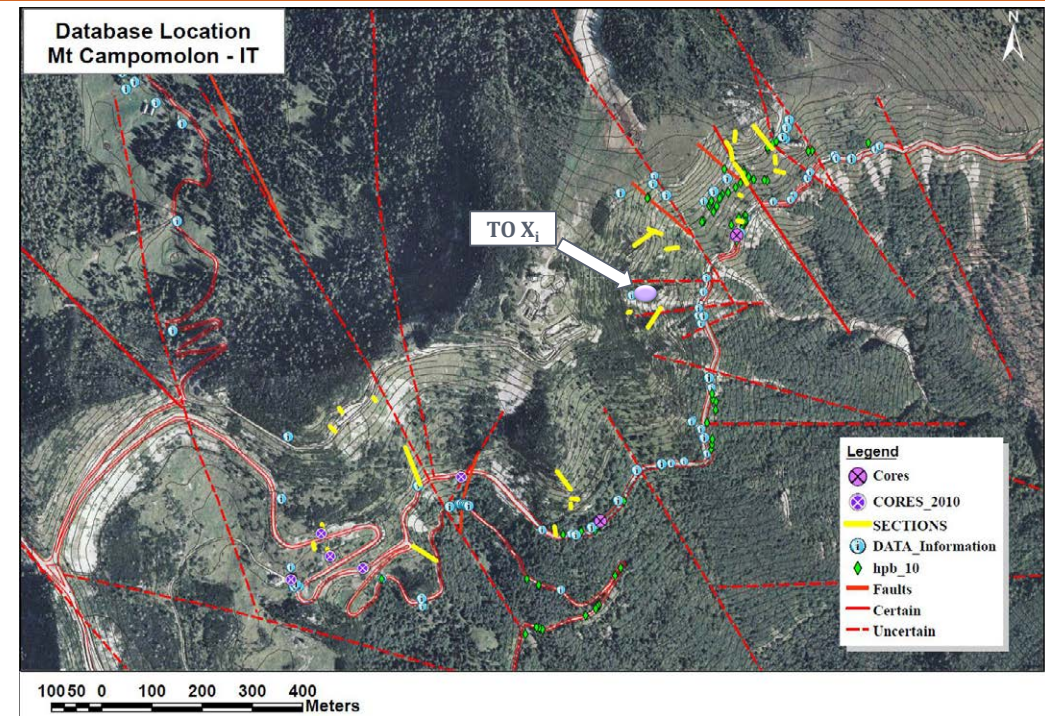 Database Location
Mt Campomolon - IT
N
TO Xi
Legend
Cores
CORES_2010
SECTIONS
DATA_Information
hpb_10
Faults
Certain
Uncertain
100 50 0 100 200 300 400
Meters